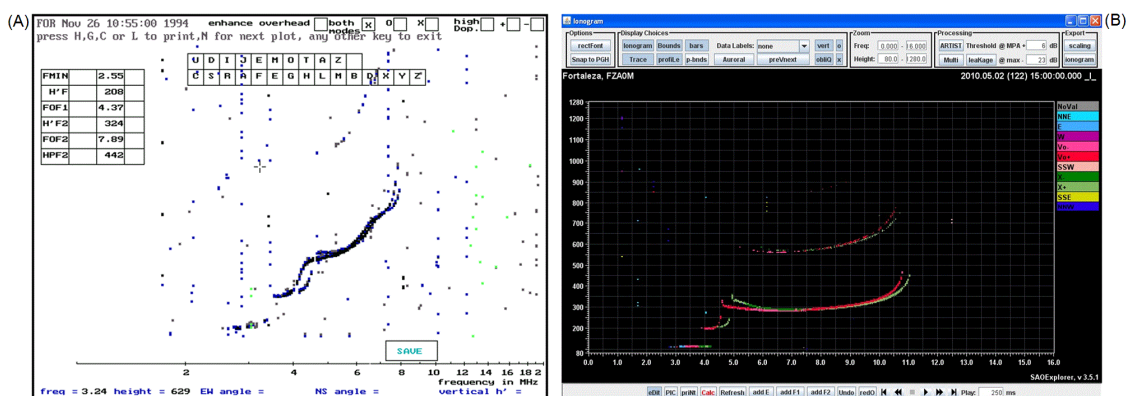 (A)
FOR Nov 26 10:55:00 1994 enhance overhead both modes X O X high Dop. + -
press H,G,C or L to print,N for next plot, any other key to exit
U D I J E M O T A Z
C S R A F E G H L M B D X Y Z
FMIN 2.55
H'F 208
FOF1 4.37
H'F2 324
FOF2 7.89
HPF2 442
SAVE
2 4 6 8 10 12 14 16 18 2
frequency in MHz
freq = 3.24 height = 629 EW angle = NS angle = vertical h' =
(B)
Ionogram
Options Display Choices Zoom Processing Export
rectFont Ionogram Bounds bars Data Labels: none vert o Freq: 0.000 - 16.000 ARTIST Threshold @ MPA + 6 dB scaling
Snap to PGH Trace profiLe p-bnds Auroral preVnext obliQ x Height: 80.0 - 1280.0 Multi leaKage @ max - 23 dB ionogram
Fortaleza, FZA0M 2010.05.02 (122) 15:00:00.000 _I_
1280
1200
1100
1000
900
800
700
600
500
400
300
200
80
0.0 1.0 2.0 3.0 4.0 5.0 6.0 7.0 8.0 9.0 10.0 11.0 12.0 13.0 14.0 15.0 16.0
NoVal
NNE
E
W
Vo-
Vo+
SSW
X-
X+
SSE
NNW
SAOExplorer, v 3.5.1
eDit PIC priNt Calc Refresh add E add F1 add F2 Undo redO Play: 250 ms